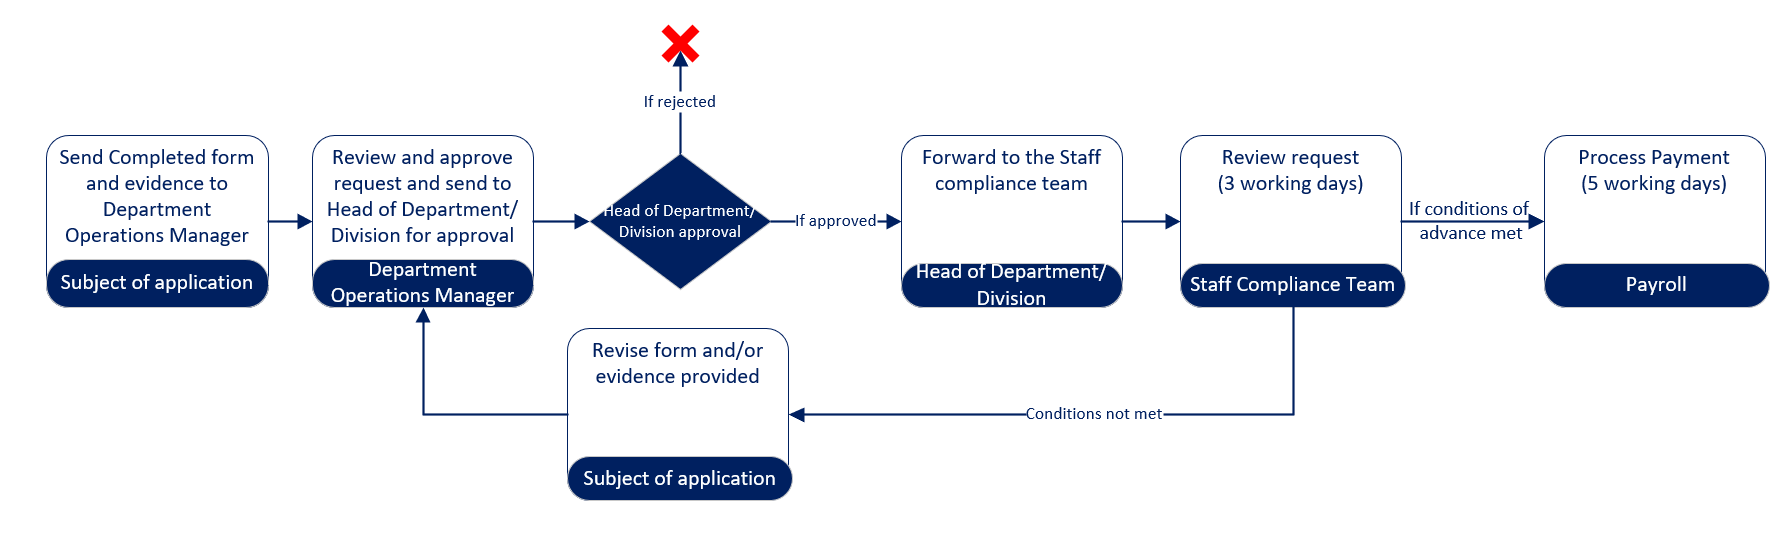 If rejected
Send Completed form
and evidence to
Department
Operations Manager
Subject of application
Review and approve
request and send to
Head of Department/
Division for approval
Department
Operations Manager
Head of Department/
Division approval
If approved
Forward to the Staff
compliance team
Head of Department/
Division
Review request
(3 working days)
Staff Compliance Team
If conditions of
advance met
Process Payment
(5 working days)
Payroll
Revise form and/or
evidence provided
Subject of application
Conditions not met